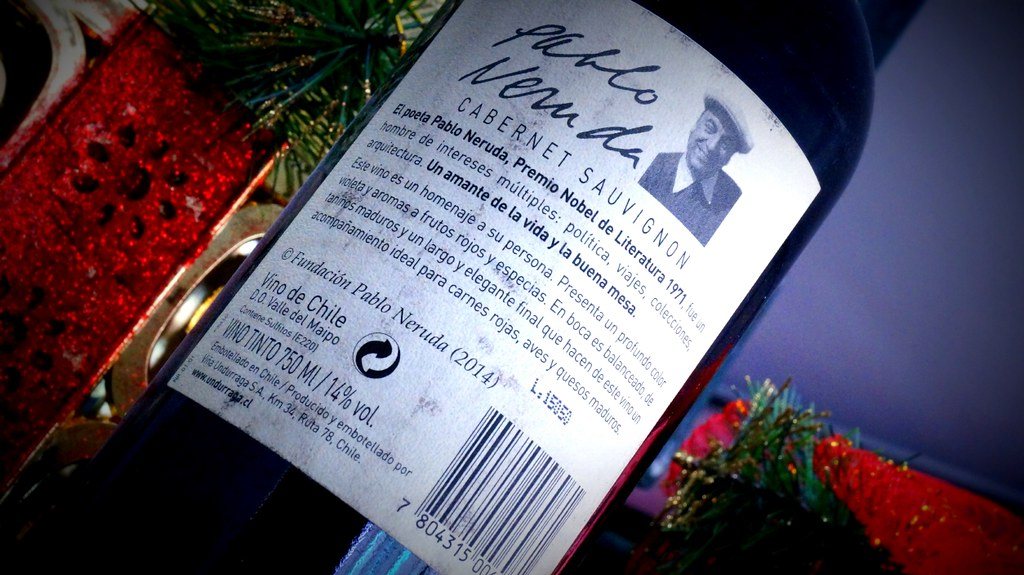 Pablo
Neruda
CABERNET SAUVIGNON
El poeta Pablo Neruda, Premio Nobel de Literatura 1971, fue un
hombre de intereses múltiples: política, viajes, colecciones,
arquitectura. Un amante de la vida y la buena mesa.
Este vino es un homenaje a su persona. Presenta un profundo color
violeta y aromas a frutos rojos y especias. En boca es balanceado, de
taninos maduros y un largo y elegante final que hacen de este vino un
acompañamiento ideal para carnes rojas, aves y quesos maduros.
© Fundación Pablo Neruda (2014)
Vino de Chile
D.O. Valle del Maipo
Contiene Sulfitos (E220)
VINO TINTO 750 Ml / 14% vol.
Embotellado en Chile / Producido y embotellado por
Viña Undurraga S.A., Km 34, Ruta 78, Chile.
www.undurraga.cl
7 804315 00